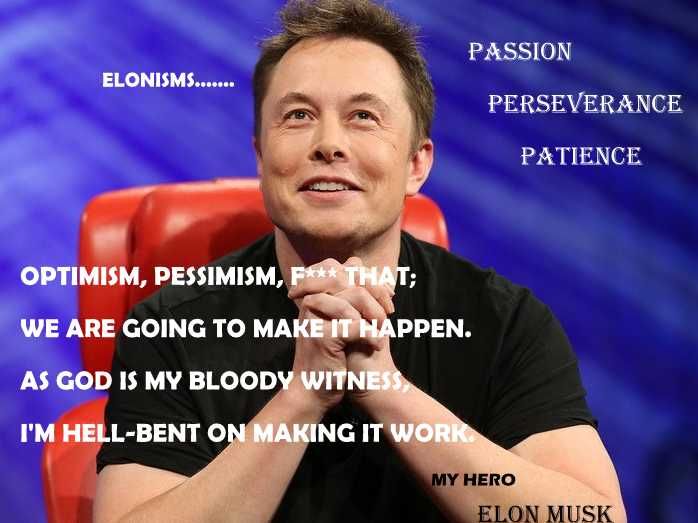 ELONISMS.......
PASSION
PERSEVERANCE
PATIENCE
OPTIMISM, PESSIMISM, F*** THAT;
WE ARE GOING TO MAKE IT HAPPEN.
AS GOD IS MY BLOODY WITNESS,
I'M HELL-BENT ON MAKING IT WORK.
MY HERO
ELON MUSK